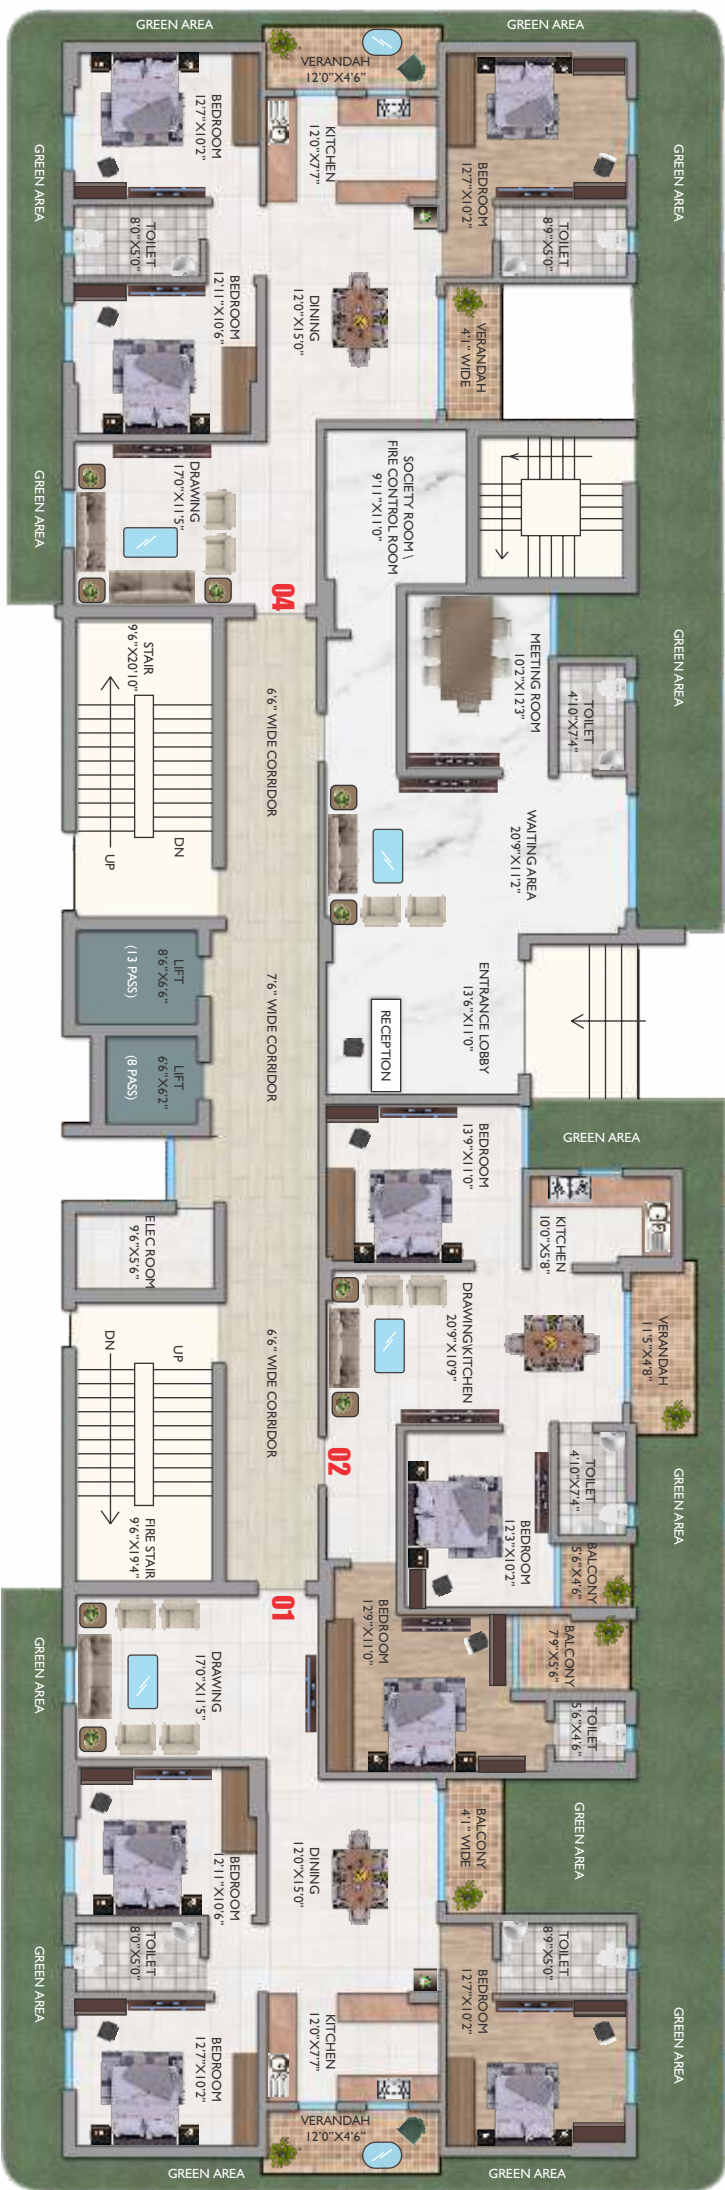 GREEN AREA
GREEN AREA
VERANDAH
12'0"X4'6"
BEDROOM
12'7"X10'2"
KITCHEN
12'0"X7'7"
BEDROOM
12'7"X10'2"
GREEN AREA
GREEN AREA
TOILET
8'0"X5'0"
TOILET
8'9"X5'0"
BEDROOM
12'11"X10'6"
DINING
12'0"X15'0"
VERANDAH
4'1" WIDE
DRAWING
17'0"X11'5"
SOCIETY ROOM \
FIRE CONTROL ROOM
9'11"X11'0"
GREEN AREA
04
STAIR
9'6"X20'10"
6'6" WIDE CORRIDOR
MEETING ROOM
10'2"X12'3"
TOILET
4'10"X7'4"
GREEN AREA
DN
UP
WAITING AREA
20'9"X11'2"
LIFT
8'6"X6'6"
(13 PASS)
7'6" WIDE CORRIDOR
ENTRANCE LOBBY
13'6"X11'0"
RECEPTION
LIFT
6'6"X6'2"
(8 PASS)
GREEN AREA
BEDROOM
13'9"X11'0"
KITCHEN
10'0"X5'8"
ELEC ROOM
9'6"X5'6"
DRAWING\KITCHEN
20'9"X10'9"
VERANDAH
11'5"X4'8"
6'6" WIDE CORRIDOR
UP
DN
02
TOILET
4'10"X7'4"
GREEN AREA
FIRE STAIR
9'6"X19'4"
BEDROOM
12'3"X10'2"
BALCONY
5'6"X4'6"
01
BEDROOM
12'9"X11'0"
BALCONY
7'9"X5'6"
GREEN AREA
DRAWING
17'0"X11'5"
TOILET
5'6"X4'6"
BEDROOM
12'11"X10'6"
DINING
12'0"X15'0"
BALCONY
4'1" WIDE
GREEN AREA
TOILET
8'0"X5'0"
TOILET
8'9"X5'0"
GREEN AREA
BEDROOM
12'7"X10'2"
KITCHEN
12'0"X7'7"
BEDROOM
12'7"X10'2"
GREEN AREA
VERANDAH
12'0"X4'6"
GREEN AREA
GREEN AREA